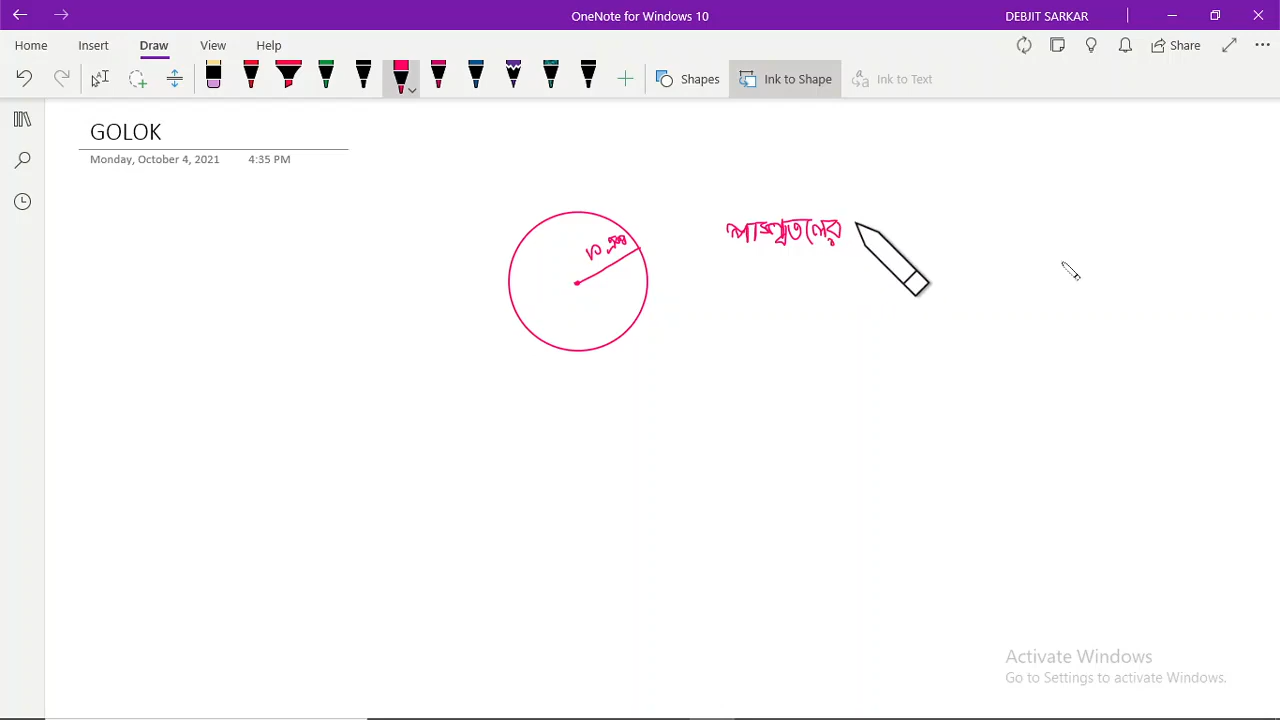 OneNote for Windows 10
DEBJIT SARKAR
Home Insert Draw View Help
Share
Shapes
Ink to Shape
Ink to Text
GOLOK
Monday, October 4, 2021 4:35 PM
পার্শ্বতলের
Activate Windows
Go to Settings to activate Windows.